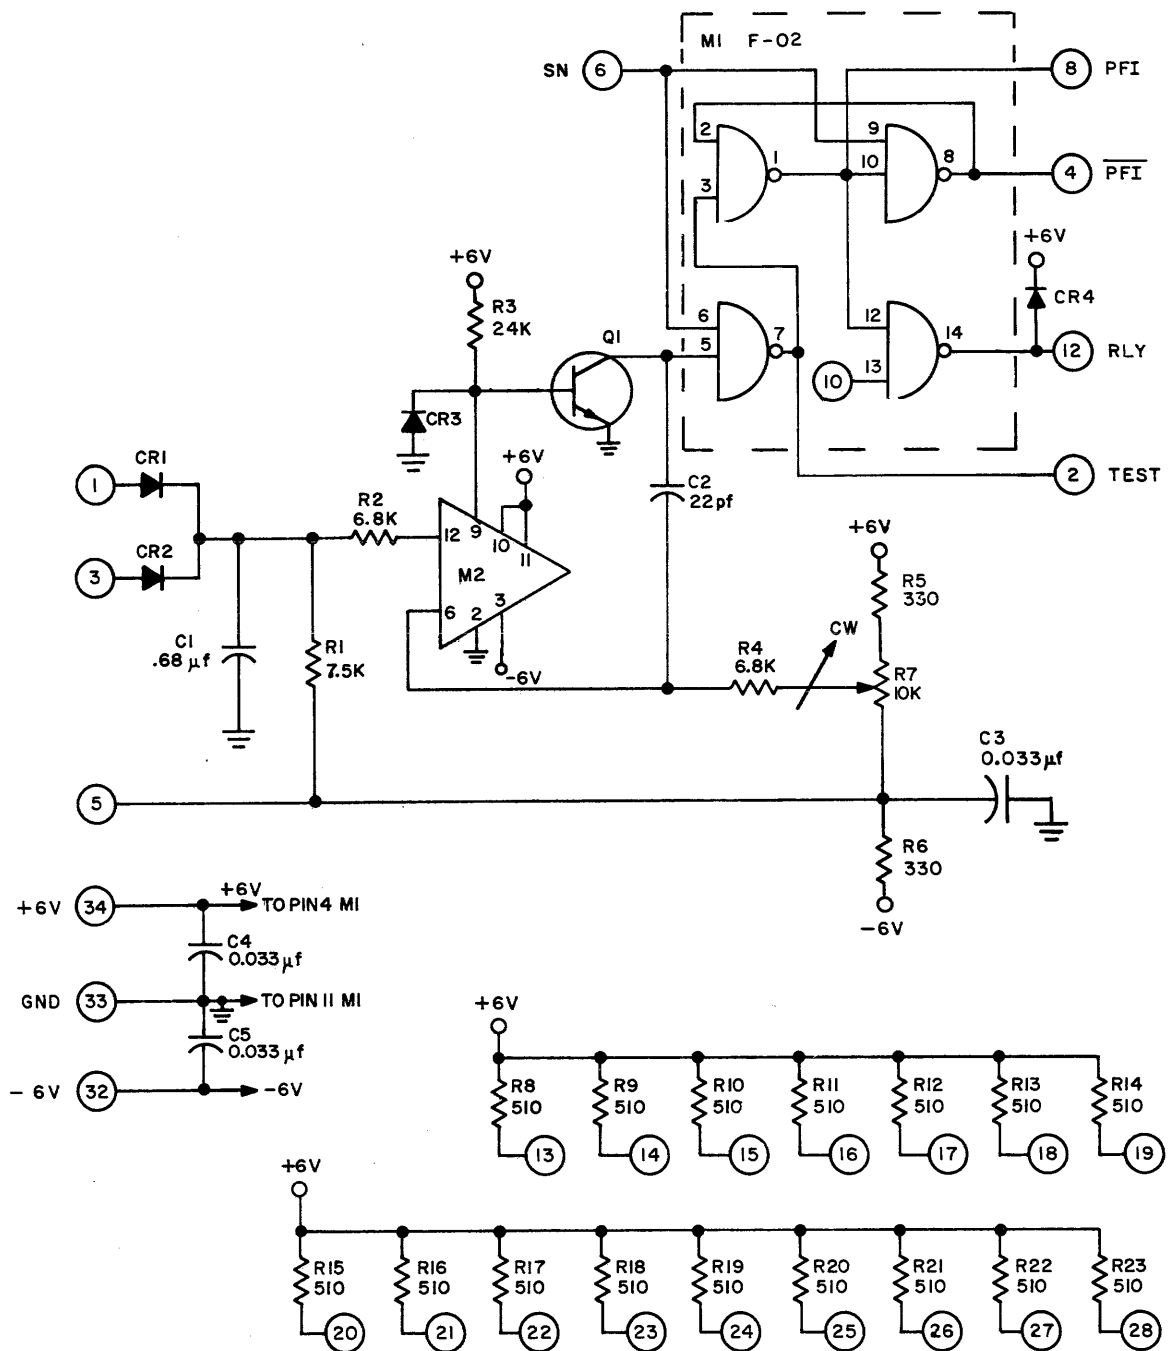 M1 F-02
SN 6
8 PFI
2
3
1
9
10
8
4 PFI
+6V
CR4
6
5
7
12
13
14
10
12 RLY
2 TEST
+6V
R3
24K
Q1
CR3
+6V
C2
22pf
1
CR1
3
CR2
R2
6.8K
12
9
10
11
M2
6
2
3
-6V
C1
.68μf
R1
7.5K
+6V
R5
330
CW
R4
6.8K
R7
10K
C3
0.033μf
5
R6
330
-6V
+6V 34
+6V
TO PIN 4 M1
C4
0.033μf
GND 33
TO PIN 11 M1
C5
0.033μf
- 6V 32
-6V
+6V
R8 R9 R10 R11 R12 R13 R14
510 510 510 510 510 510 510
13 14 15 16 17 18 19
+6V
R15 R16 R17 R18 R19 R20 R21 R22 R23
510 510 510 510 510 510 510 510 510
20 21 22 23 24 25 26 27 28